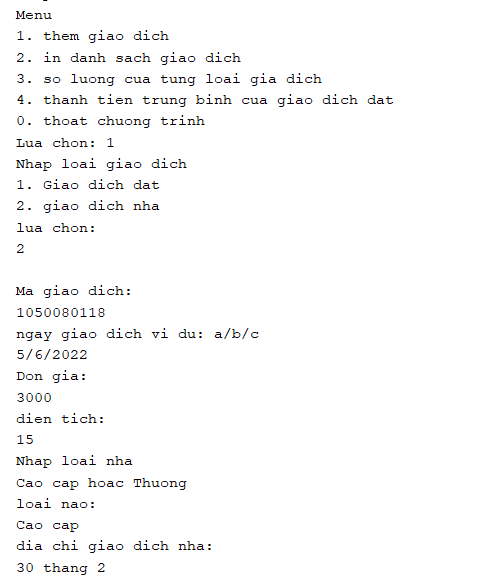 Menu
1. them giao dich
2. in danh sach giao dich
3. so luong cua tung loai gia dich
4. thanh tien trung binh cua giao dich dat
0. thoat chuong trinh
Lua chon: 1
Nhap loai giao dich
1. Giao dich dat
2. giao dich nha
lua chon:
2
Ma giao dich:
1050080118
ngay giao dich vi du: a/b/c
5/6/2022
Don gia:
3000
dien tich:
15
Nhap loai nha
Cao cap hoac Thuong
loai nao:
Cao cap
dia chi giao dich nha:
30 thang 2